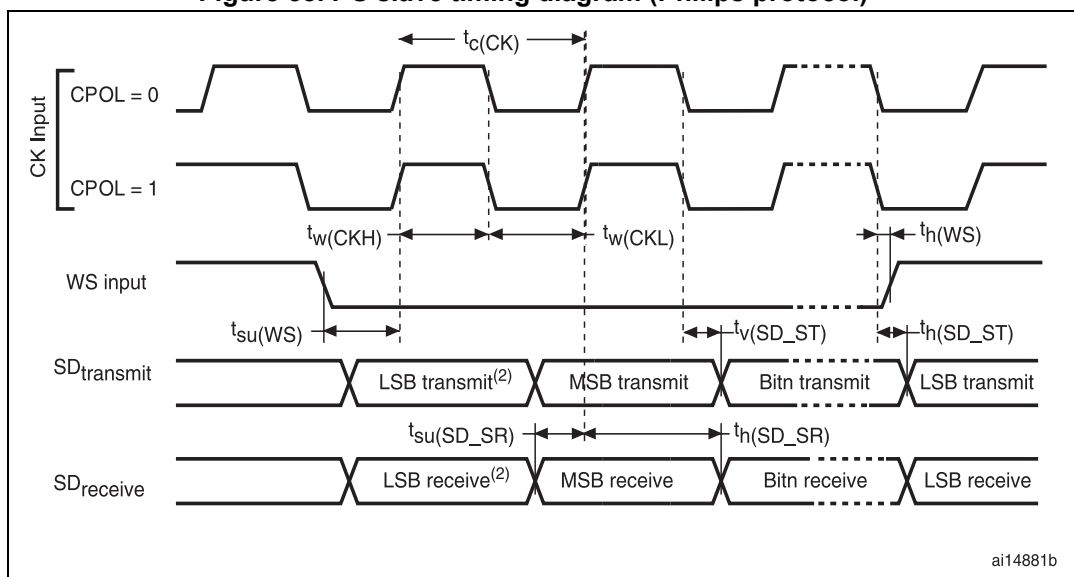 tc(CK)
CK Input
CPOL = 0
CPOL = 1
tw(CKH)
tw(CKL)
th(WS)
WS input
tsu(WS)
tv(SD_ST)
th(SD_ST)
SDtransmit
LSB transmit(2)
MSB transmit
Bitn transmit
LSB transmit
tsu(SD_SR)
th(SD_SR)
SDreceive
LSB receive(2)
MSB receive
Bitn receive
LSB receive
ai14881b